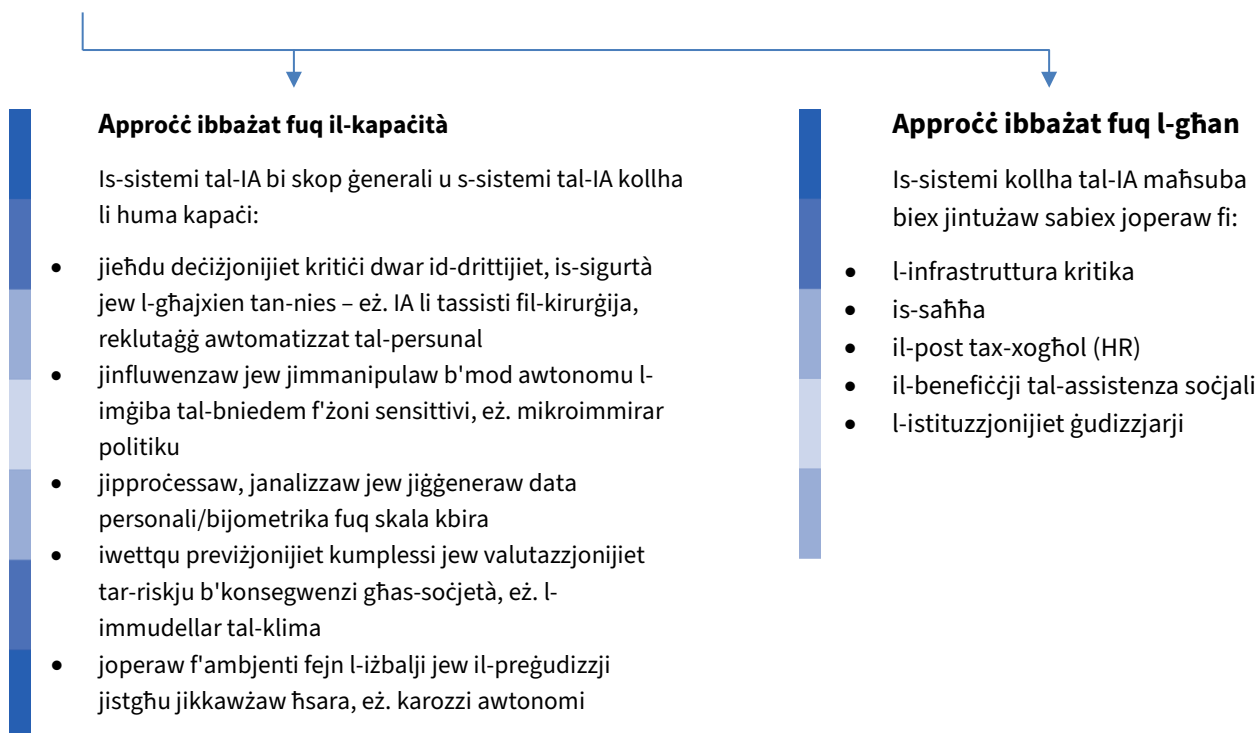 Approċċ ibbażat fuq il-kapaċità
Is-sistemi tal-IA bi skop ġenerali u s-sistemi tal-IA kollha
li huma kapaċi:
• jieħdu deċiżjonijiet kritiċi dwar id-drittijiet, is-sigurtà
jew l-għajxien tan-nies – eż. IA li tassisti fil-kirurġija,
reklutaġġ awtomatizzat tal-persunal
• jinfluwenzaw jew jimmanipulaw b'mod awtonomu l-
imġiba tal-bniedem f'żoni sensittivi, eż. mikroimmirar
politiku
• jipproċessaw, janalizzaw jew jiġġeneraw data
personali/bijometrika fuq skala kbira
• iwettqu previżjonijiet kumplessi jew valutazzjonijiet
tar-riskju b'konsegwenzi għas-soċjetà, eż. l-
immudellar tal-klima
• joperaw f'ambjenti fejn l-iżbalji jew il-preġudizzji
jistgħu jikkawżaw ħsara, eż. karozzi awtonomi
Approċċ ibbażat fuq l-għan
Is-sistemi kollha tal-IA maħsuba
biex jintużaw sabiex joperaw fi:
• l-infrastruttura kritika
• is-saħħa
• il-post tax-xogħol (HR)
• il-benefiċċji tal-assistenza soċjali
• l-istituzzjonijiet ġudizzjarji